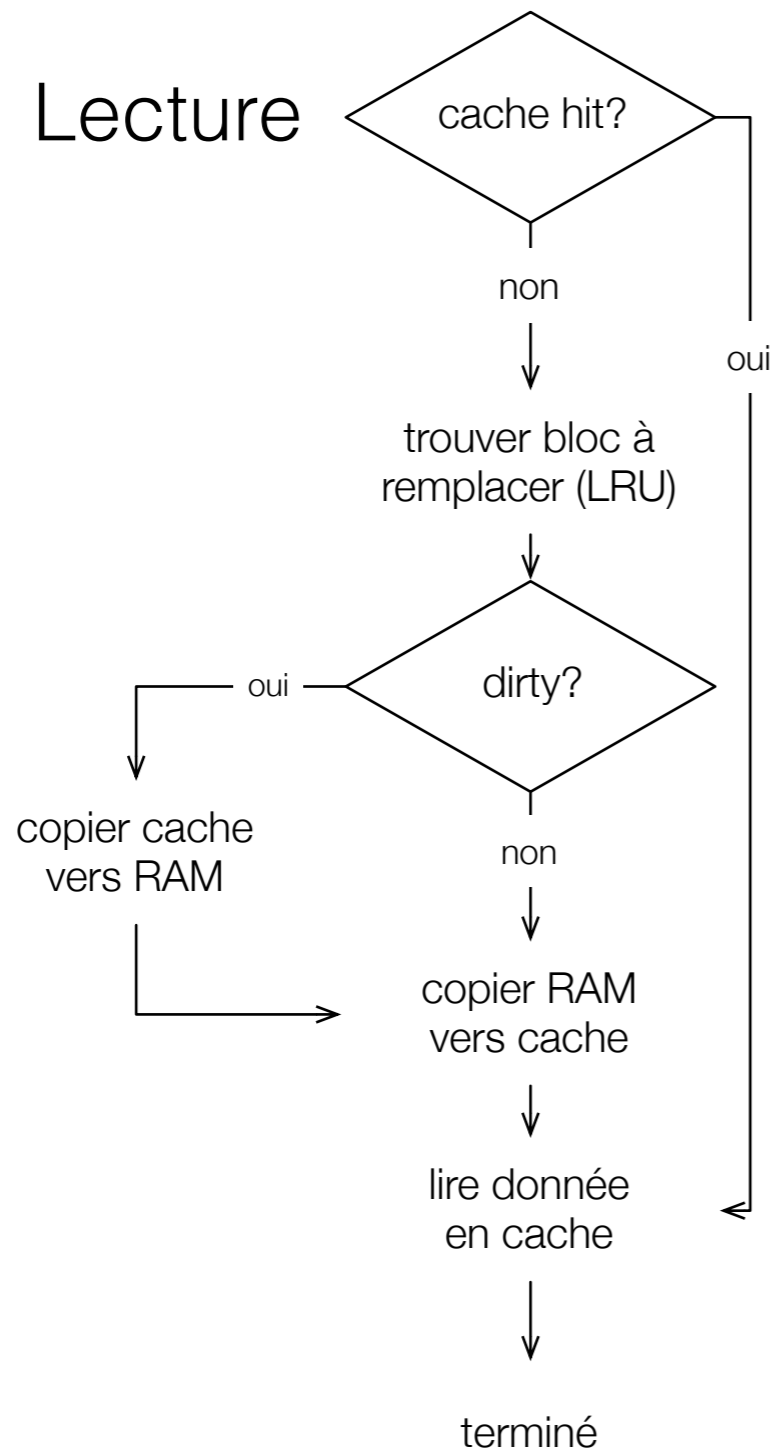 Lecture
cache hit?
non
oui
trouver bloc à
remplacer (LRU)
oui
dirty?
copier cache
vers RAM
non
copier RAM
vers cache
lire donnée
en cache
terminé